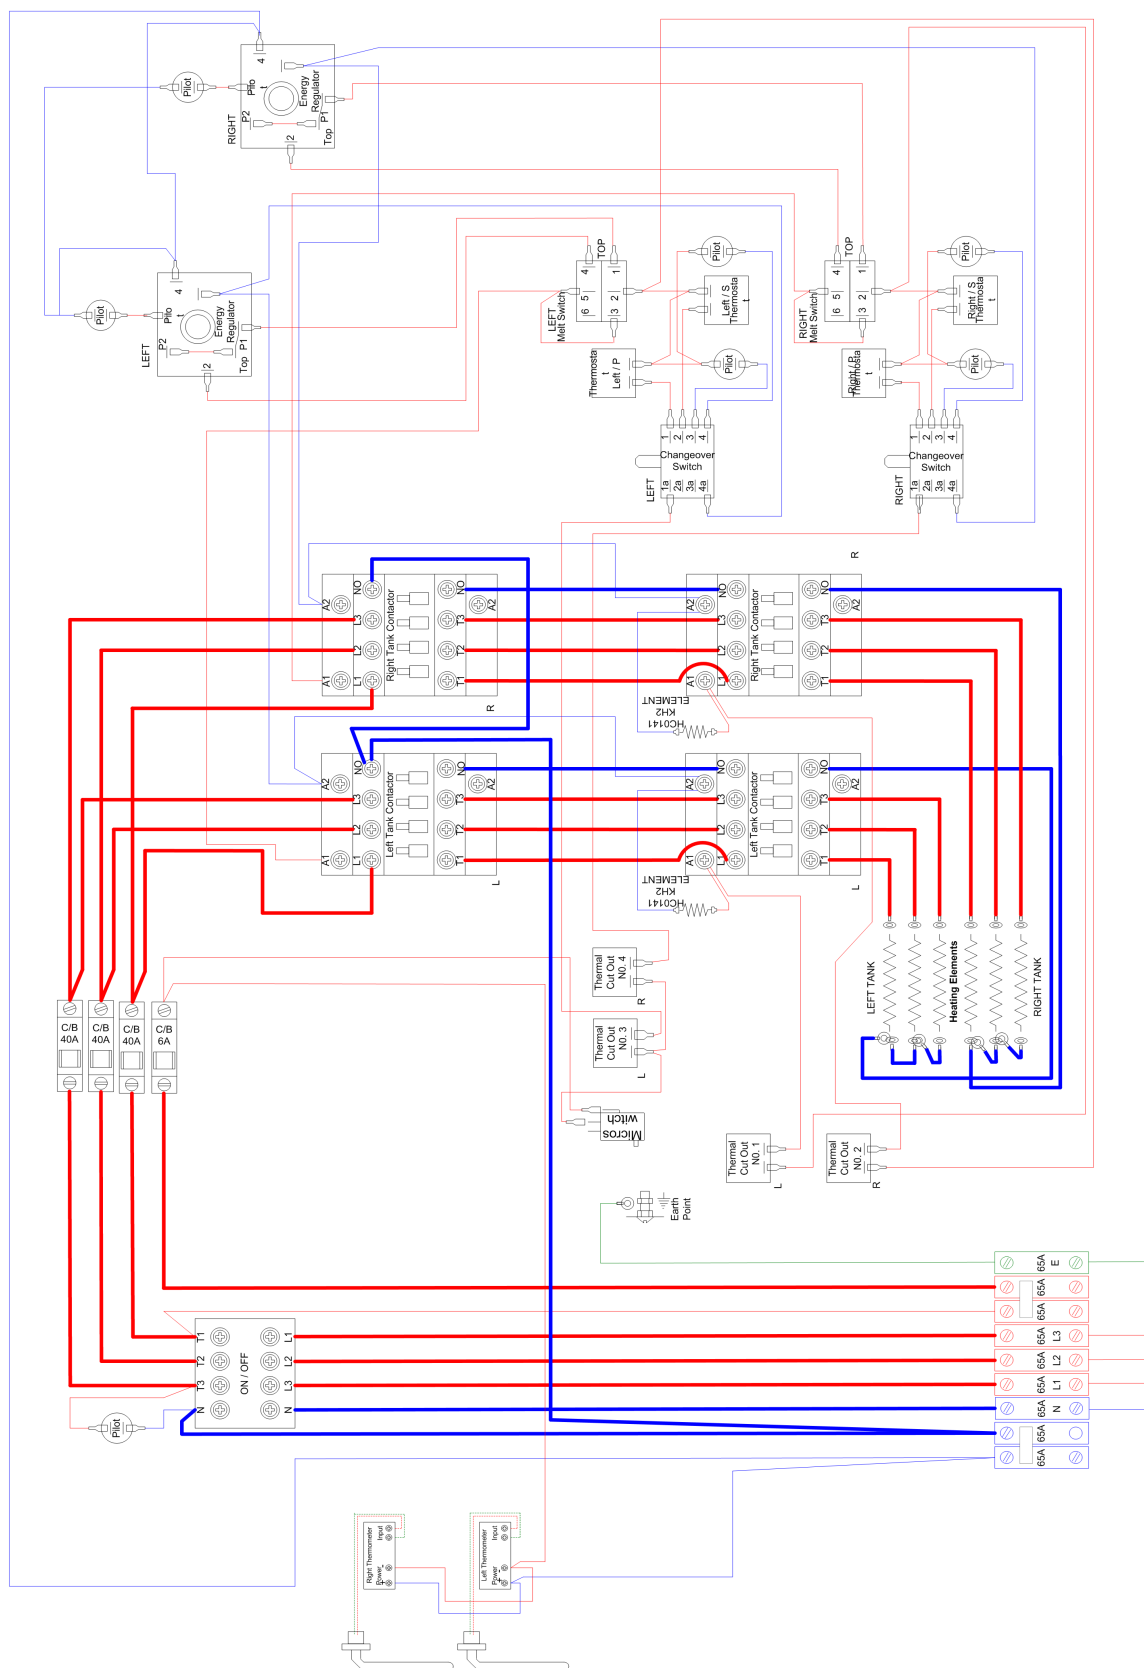 4
Pilo
t
Energy
Regulator
P1
P2
Top
2
RIGHT
Pilot
4
Pilo
t
Energy
Regulator
P1
P2
Top
2
LEFT
Pilot
TOP
4 1
5 2
6 3
LEFT
Melt Switch
Pilot
Left / S
Thermosta
t
Thermosta
t
Left / P
Pilot
1 2 3 4
Changeover
Switch
1a 2a 3a 4a
LEFT
TOP
4 1
5 2
6 3
RIGHT
Melt Switch
Pilot
Right / S
Thermosta
t
Right / P
Thermosta
t
Pilot
1 2 3 4
Changeover
Switch
1a 2a 3a 4a
RIGHT
A2
NO
L3
L2
L1
A1
Right Tank Contactor
NO
T3
T2
T1
A2
R
A2
NO
L3
L2
L1
A1
Right Tank Contactor
NO
T3
T2
T1
A2
R
HC0141
KH2
ELEMENT
A2
NO
L3
L2
L1
A1
Left Tank Contactor
NO
T3
T2
T1
A2
L
A2
NO
L3
L2
L1
A1
Left Tank Contactor
NO
T3
T2
T1
A2
L
HC0141
KH2
ELEMENT
LEFT TANK
Heating Elements
RIGHT TANK
Thermal
Cut Out
N0. 4
R
Thermal
Cut Out
N0. 3
L
C/B
40A
C/B
40A
C/B
40A
C/B
6A
Micros
witch
Thermal
Cut Out
N0. 1
L
Thermal
Cut Out
N0. 2
R
Earth
Point
65A E
65A
65A
65A L3
65A L2
65A L1
65A N
65A
65A
T1
T2
T3
N
ON / OFF
L1
L2
L3
N
Pilot
Right Thermometer
Power
- +
Input
Left Thermometer
Power
- +
Input